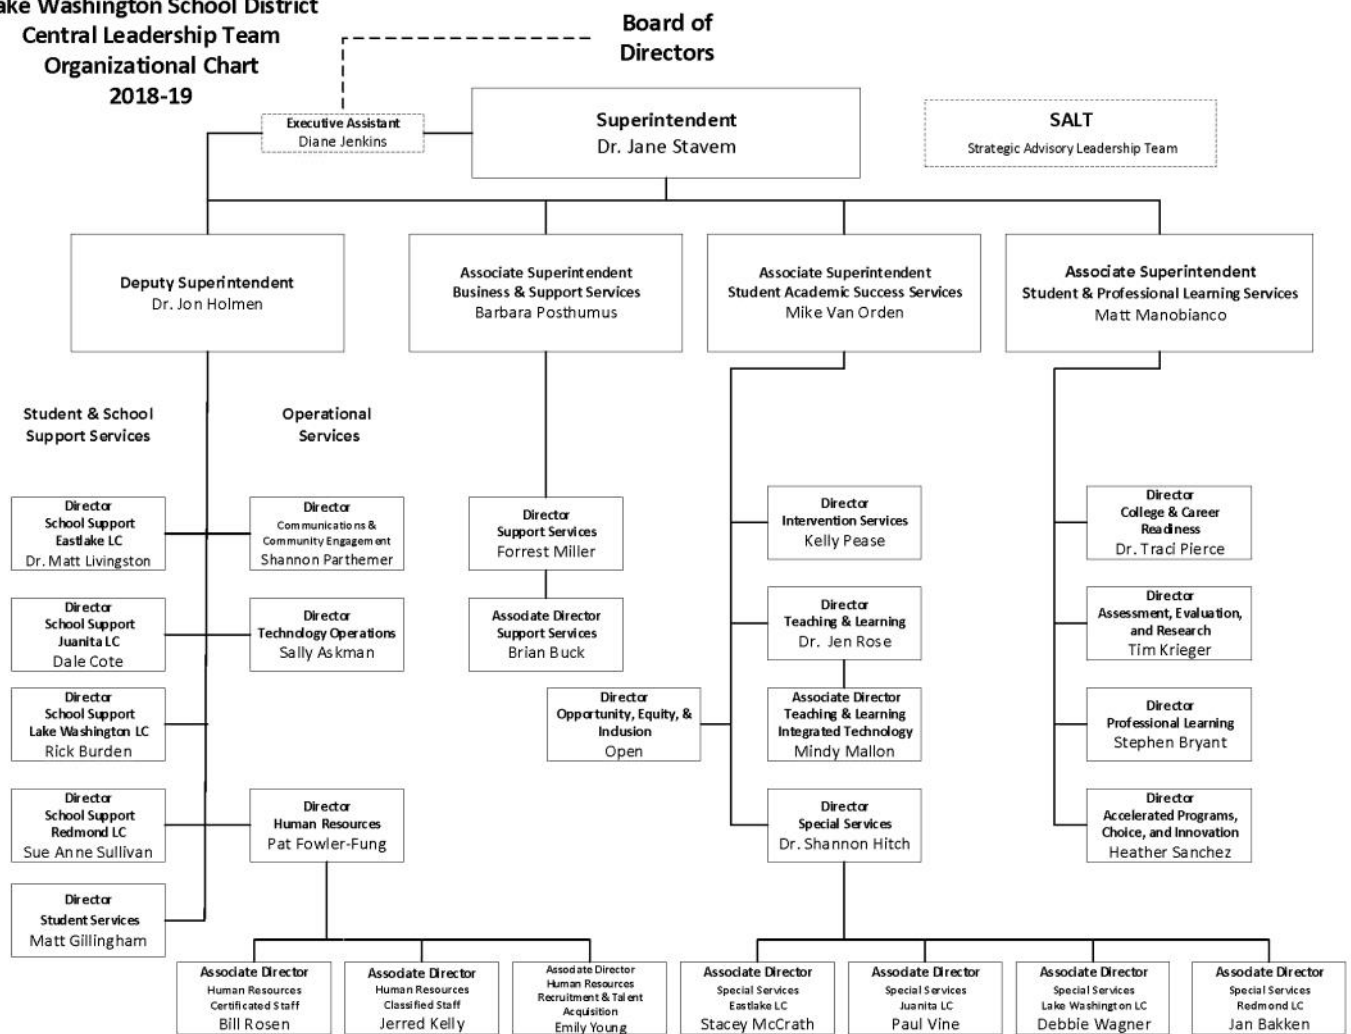 ake Washington School District
Central Leadership Team
Organizational Chart
2018-19
Board of
Directors
Executive Assistant
Diane Jenkins
Superintendent
Dr. Jane Stavem
SALT
Strategic Advisory Leadership Team
Deputy Superintendent
Dr. Jon Holmen
Associate Superintendent
Business & Support Services
Barbara Posthumus
Associate Superintendent
Student Academic Success Services
Mike Van Orden
Associate Superintendent
Student & Professional Learning Services
Matt Manobianco
Student & School
Support Services
Operational
Services
Director
School Support
Eastlake LC
Dr. Matt Livingston
Director
Communications &
Community Engagement
Shannon Parthemer
Director
Support Services
Forrest Miller
Director
Intervention Services
Kelly Pease
Director
College & Career
Readiness
Dr. Traci Pierce
Director
School Support
Juanita LC
Dale Cote
Director
Technology Operations
Sally Askman
Associate Director
Support Services
Brian Buck
Director
Teaching & Learning
Dr. Jen Rose
Director
Assessment, Evaluation,
and Research
Tim Krieger
Director
School Support
Lake Washington LC
Rick Burden
Director
Opportunity, Equity, &
Inclusion
Open
Associate Director
Teaching & Learning
Integrated Technology
Mindy Mallon
Director
Professional Learning
Stephen Bryant
Director
School Support
Redmond LC
Sue Anne Sullivan
Director
Human Resources
Pat Fowler-Fung
Director
Special Services
Dr. Shannon Hitch
Director
Accelerated Programs,
Choice, and Innovation
Heather Sanchez
Director
Student Services
Matt Gillingham
Associate Director
Human Resources
Certificated Staff
Bill Rosen
Associate Director
Human Resources
Classified Staff
Jerred Kelly
Associate Director
Human Resources
Recruitment & Talent
Acquisition
Emily Young
Associate Director
Special Services
Eastlake LC
Stacey McCrath
Associate Director
Special Services
Juanita LC
Paul Vine
Associate Director
Special Services
Lake Washington LC
Debbie Wagner
Associate Director
Special Services
Redmond LC
Jan Bakken